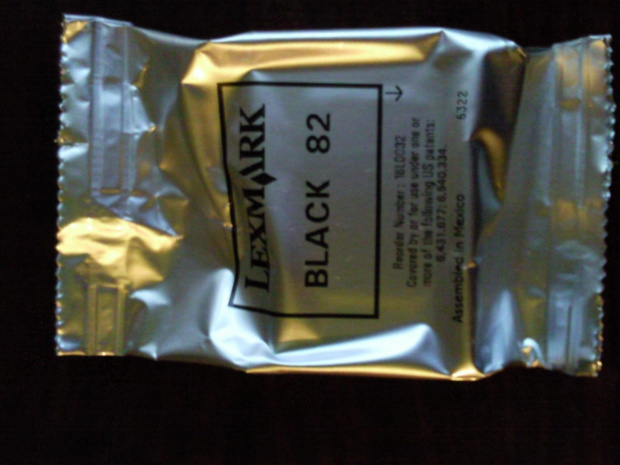 LEXMARK
BLACK 82
Reorder Number: 18L0032
Covered by or for use under one or
more of the following US patents:
6,431,677; 6,540,334.
Assembled in Mexico 6322